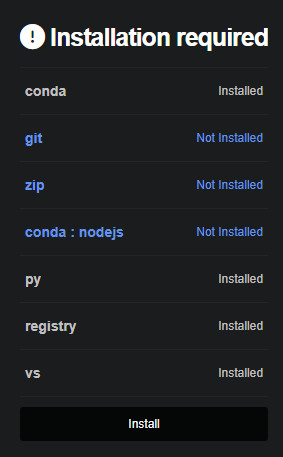 Installation required
conda Installed
git Not Installed
zip Not Installed
conda : nodejs Not Installed
py Installed
registry Installed
vs Installed
Install